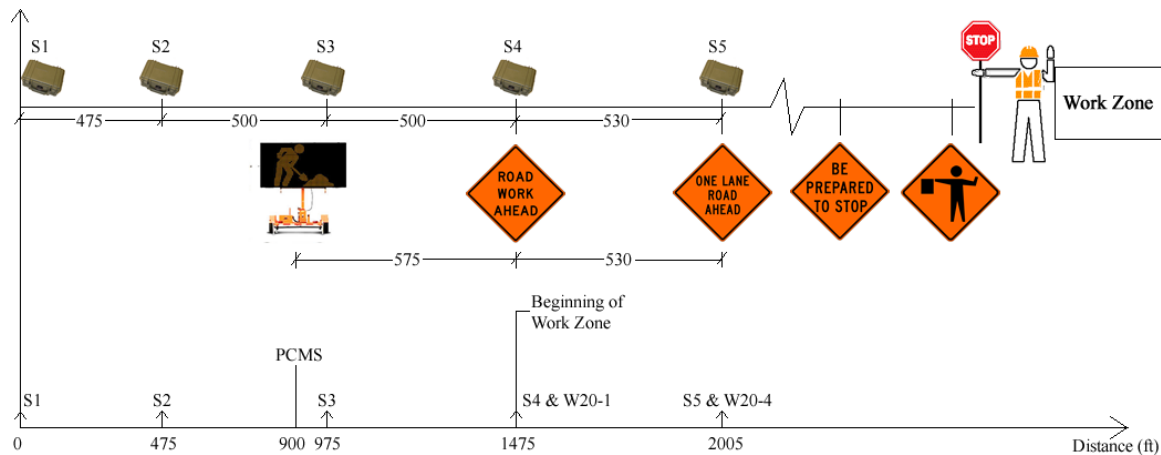 S1 S2 S3 S4 S5
STOP
Work Zone
475 500 500 530
ROAD
WORK
AHEAD
ONE LANE
ROAD
AHEAD
BE
PREPARED
TO STOP
575 530
Beginning of
Work Zone
PCMS
S1 S2 S3 S4 & W20-1 S5 & W20-4
0 475 900 975 1475 2005 Distance (ft)